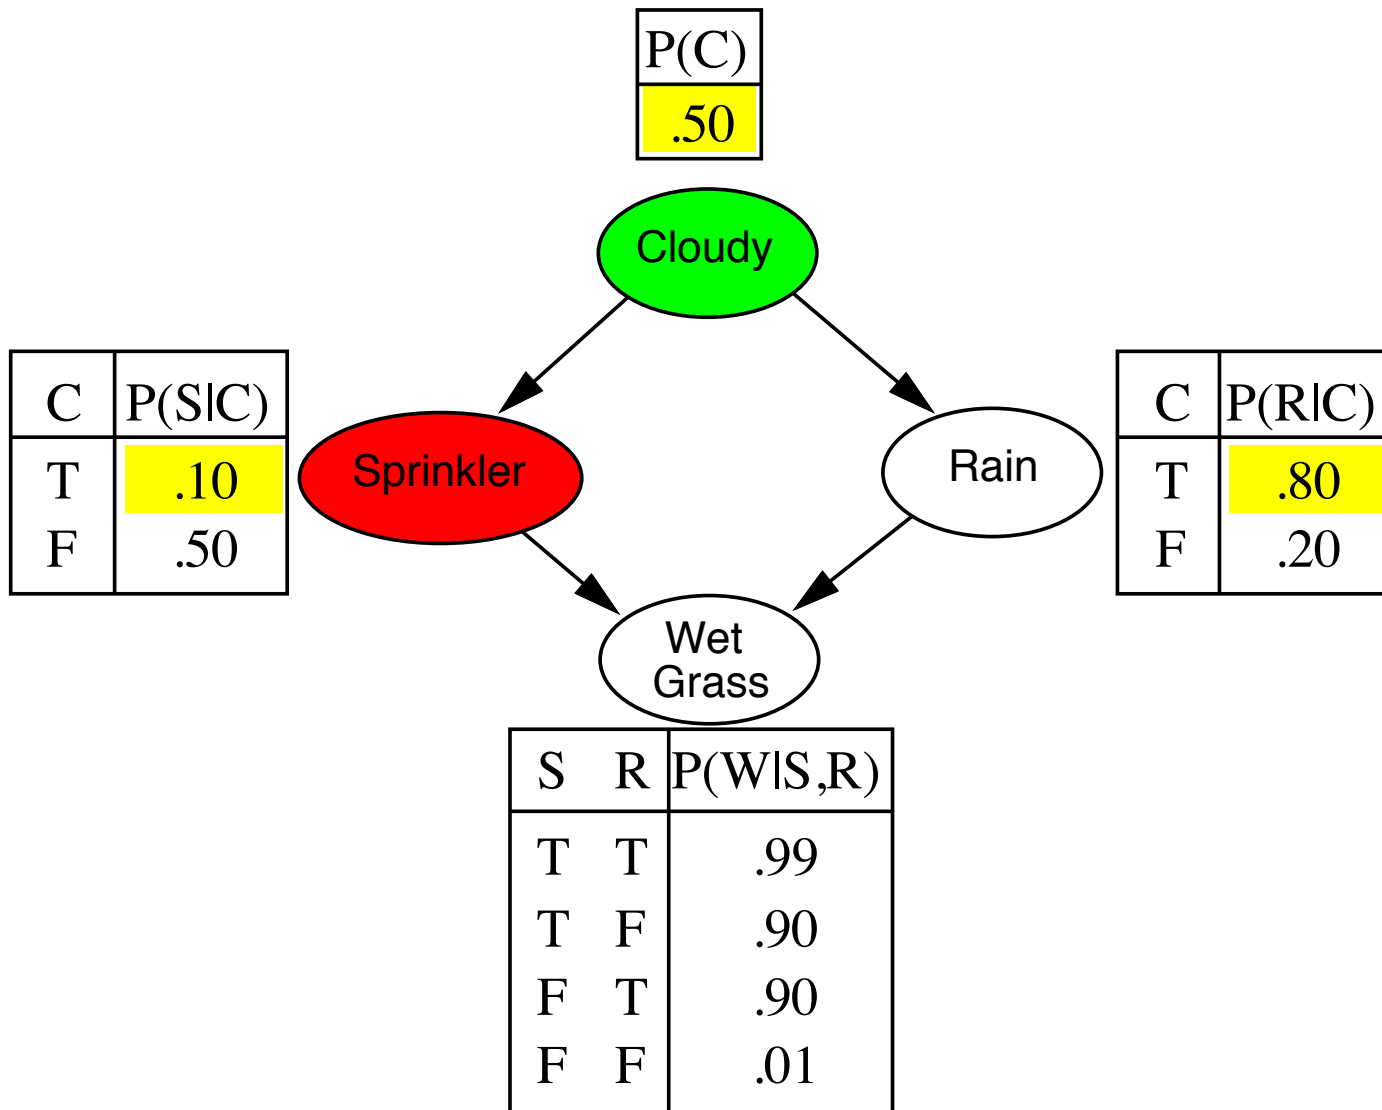 P(C)
.50
Cloudy
C P(S|C)
T .10
F .50
Sprinkler
Rain
C P(R|C)
T .80
F .20
Wet
Grass
S R P(W|S,R)
T T .99
T F .90
F T .90
F F .01